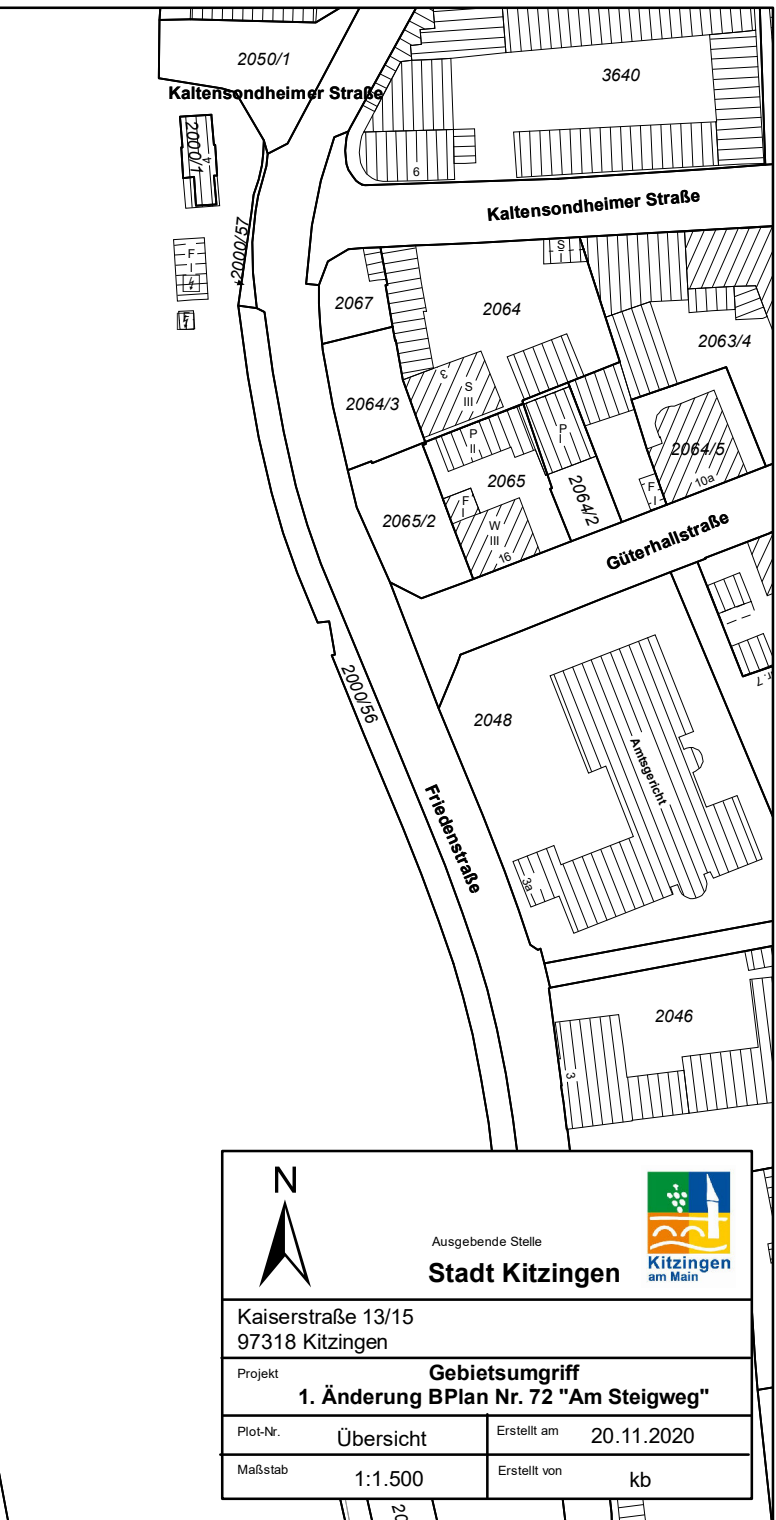 2050/1
3640
Kaltensondheimer Straße
2000/1
4
6
Kaltensondheimer Straße
2000/57
F
I
S
I
F
2067
2064
2063/4
3
S
III
2064/3
P
II
P
I
2064/5
2065
10a
2064/2
F
I
F
I
2065/2
W
III
16
Güterhallstraße
2000/56
2048
Amtsgericht
Friedenstraße
3a
2046
3
N
Ausgebende Stelle
Stadt Kitzingen
Kitzingen
am Main
Kaiserstraße 13/15
97318 Kitzingen
Projekt
Gebietsumgriff
1. Änderung BPlan Nr. 72 "Am Steigweg"
Plot-Nr.
Übersicht
Erstellt am
20.11.2020
Maßstab
1:1.500
Erstellt von
kb